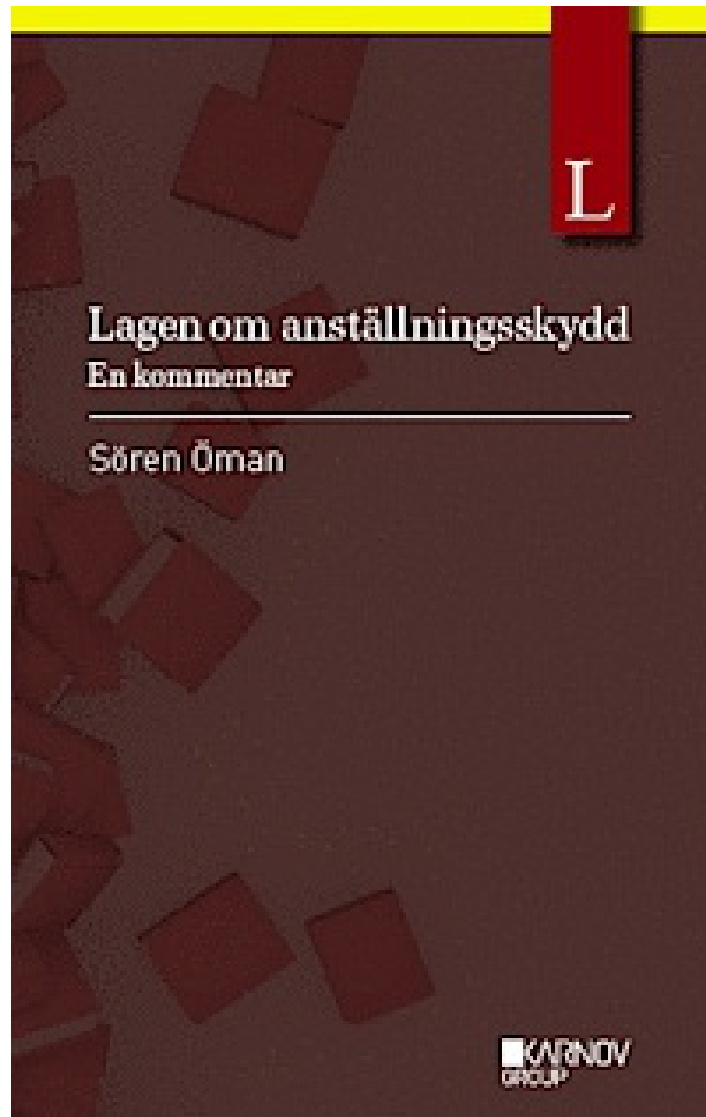 L
Lagen om anställningsskydd
En kommentar
Sören Öman
KARNOV
GROUP